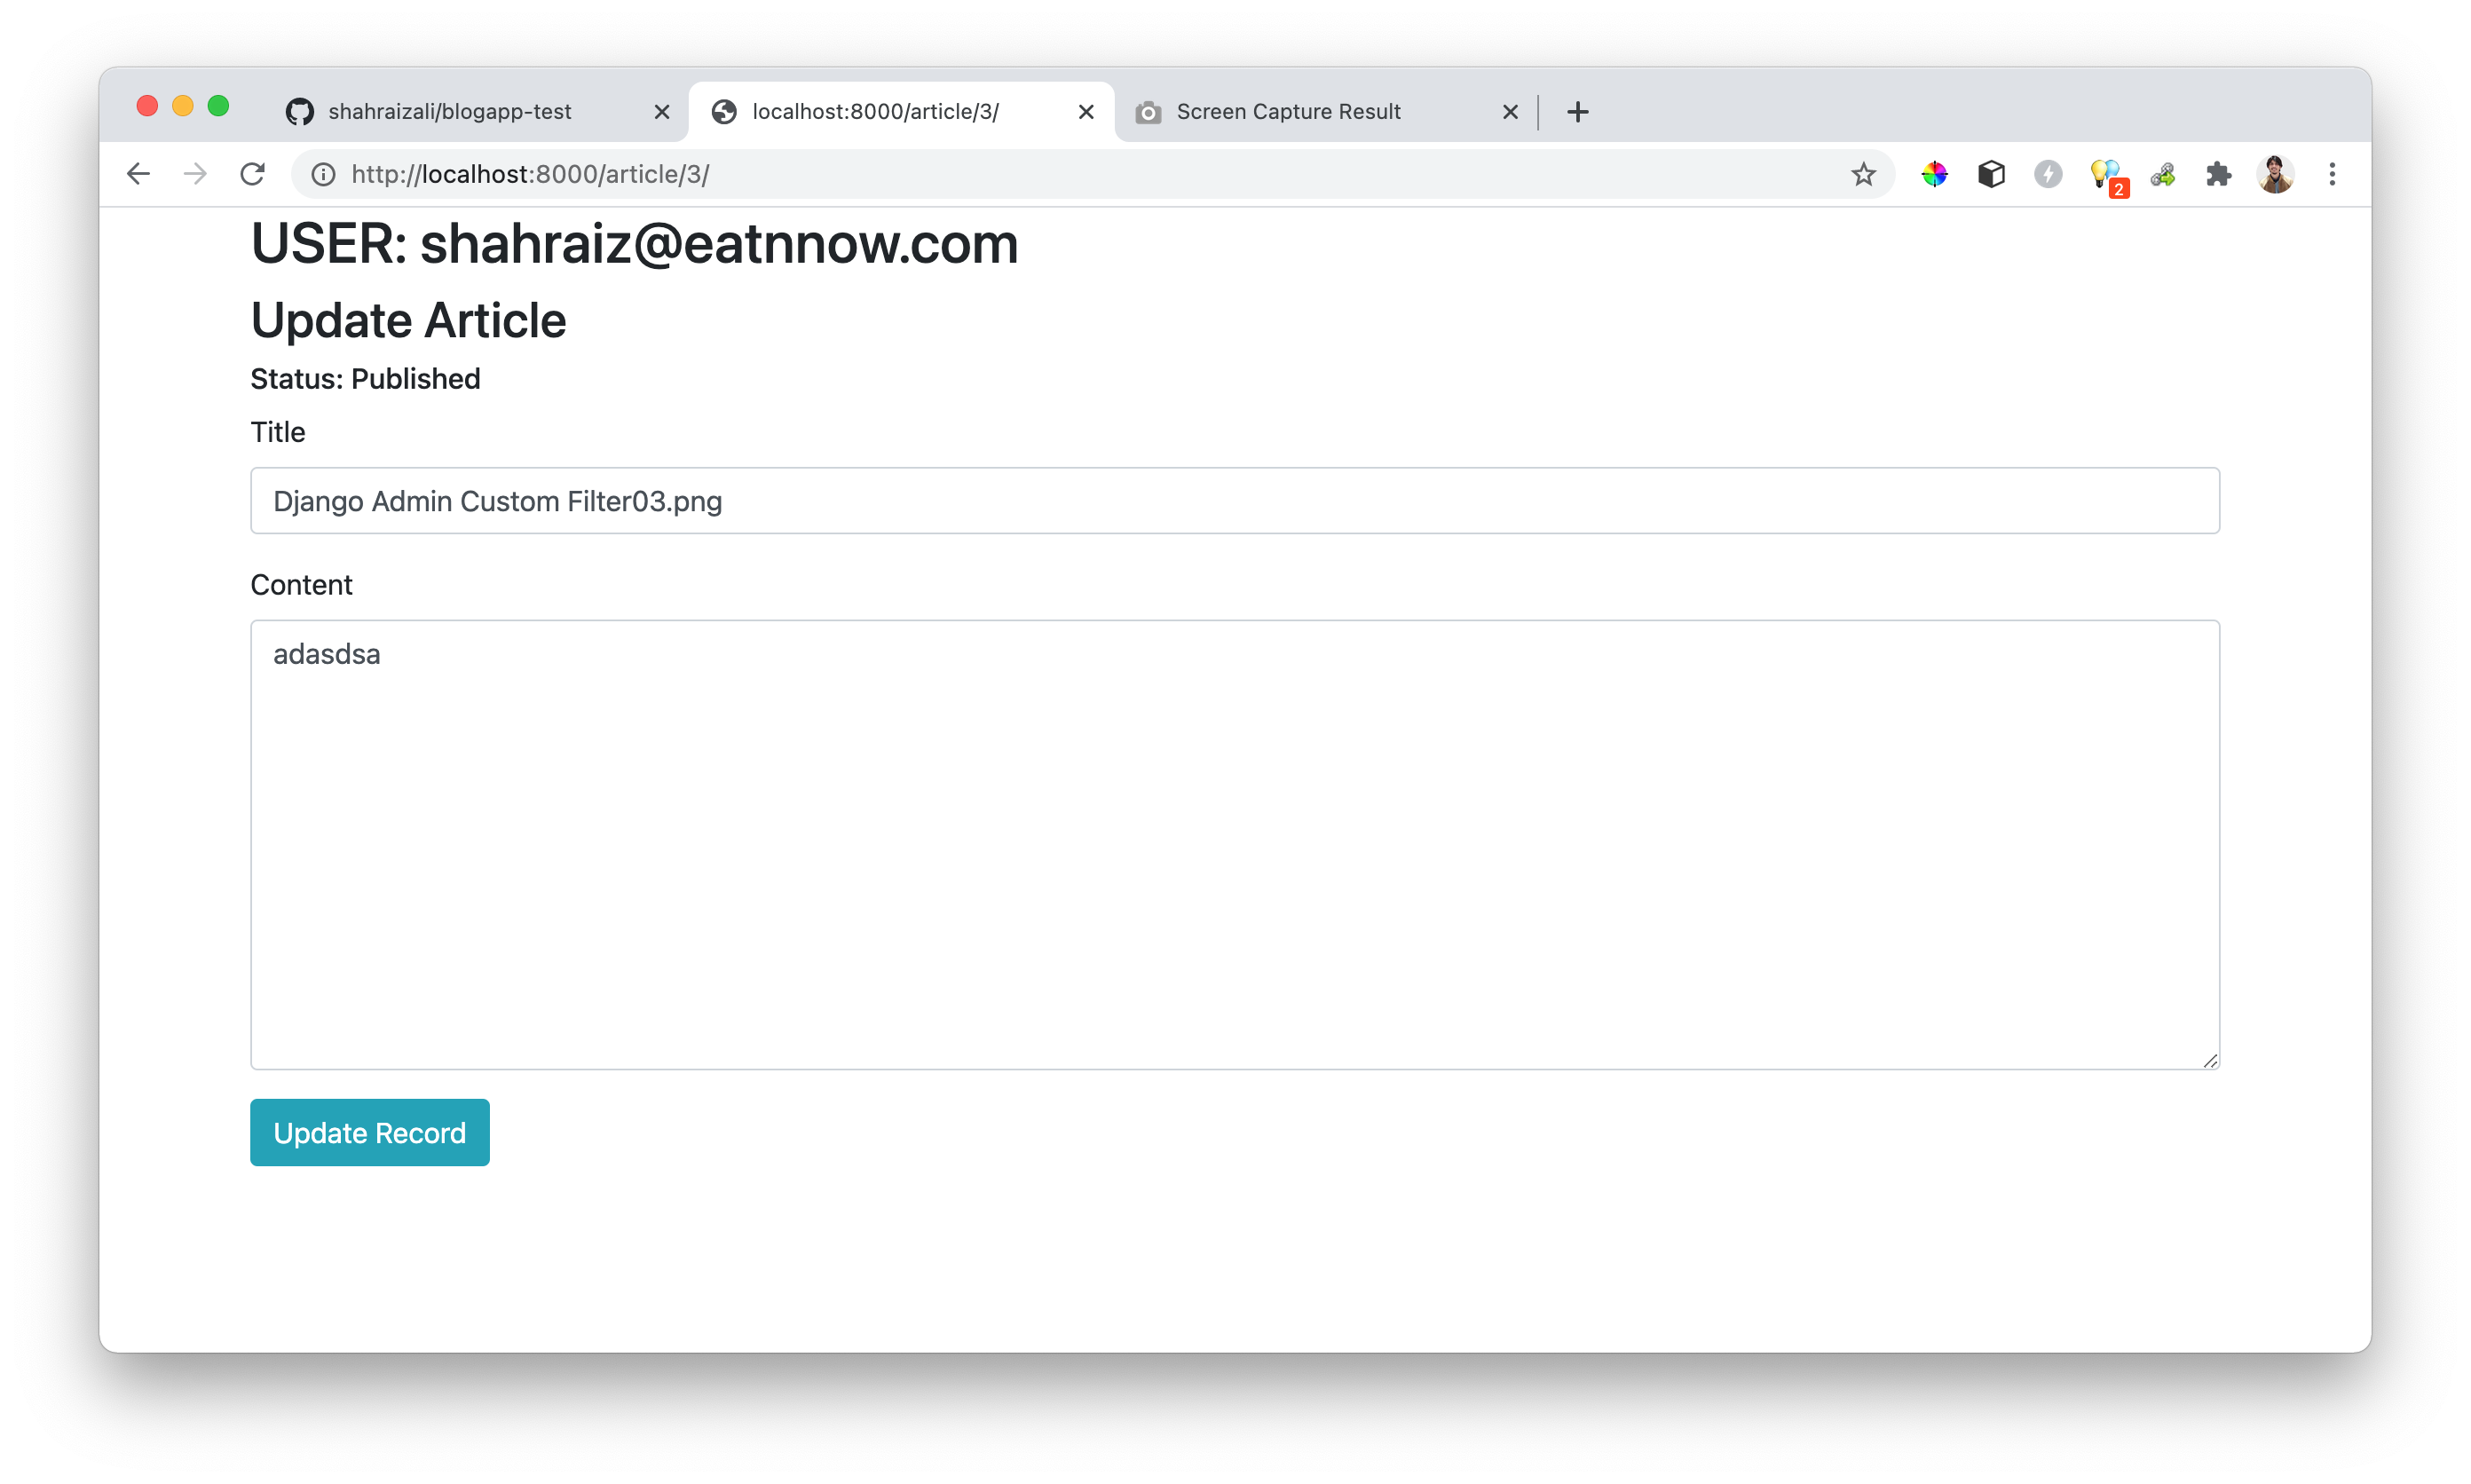 shahraizali/blogapp-test
localhost:8000/article/3/
Screen Capture Result
http://localhost:8000/article/3/
2
USER: shahraiz@eatnnow.com
Update Article
Status: Published
Title
Django Admin Custom Filter03.png
Content
adasdsa
Update Record